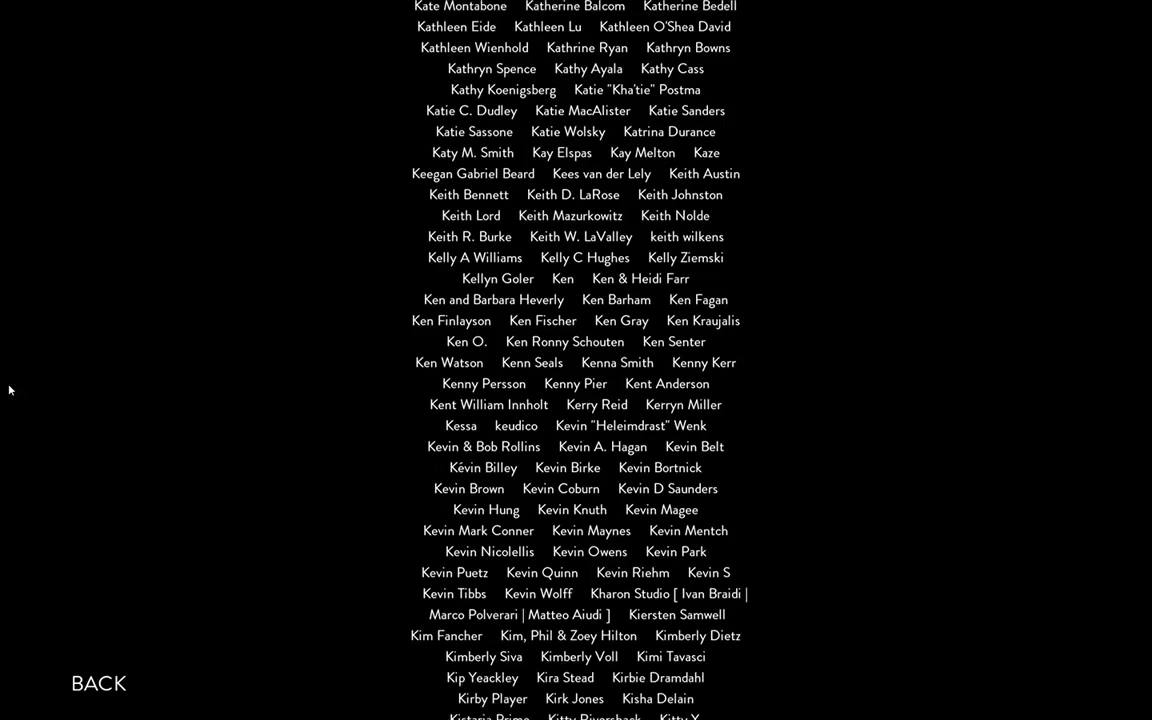 Kate Montabone Katherine Balcom Katherine Bedell
Kathleen Eide Kathleen Lu Kathleen O'Shea David
Kathleen Wienhold Kathrine Ryan Kathryn Bowns
Kathryn Spence Kathy Ayala Kathy Cass
Kathy Koenigsberg Katie "Kha'tie" Postma
Katie C. Dudley Katie MacAlister Katie Sanders
Katie Sassone Katie Wolsky Katrina Durance
Katy M. Smith Kay Elspas Kay Melton Kaze
Keegan Gabriel Beard Kees van der Lely Keith Austin
Keith Bennett Keith D. LaRose Keith Johnston
Keith Lord Keith Mazurkowitz Keith Nolde
Keith R. Burke Keith W. LaValley keith wilkens
Kelly A Williams Kelly C Hughes Kelly Ziemski
Kellyn Goler Ken Ken & Heidi Farr
Ken and Barbara Heverly Ken Barham Ken Fagan
Ken Finlayson Ken Fischer Ken Gray Ken Kraujalis
Ken O. Ken Ronny Schouten Ken Senter
Ken Watson Kenn Seals Kenna Smith Kenny Kerr
Kenny Persson Kenny Pier Kent Anderson
Kent William Innholt Kerry Reid Kerryn Miller
Kessa keudico Kevin "Heleimdrast" Wenk
Kevin & Bob Rollins Kevin A. Hagan Kevin Belt
Kévin Billey Kevin Birke Kevin Bortnick
Kevin Brown Kevin Coburn Kevin D Saunders
Kevin Hung Kevin Knuth Kevin Magee
Kevin Mark Conner Kevin Maynes Kevin Mentch
Kevin Nicolellis Kevin Owens Kevin Park
Kevin Puetz Kevin Quinn Kevin Riehm Kevin S
Kevin Tibbs Kevin Wolff Kharon Studio [ Ivan Braidi |
Marco Polverari | Matteo Aiudi ] Kiersten Samwell
Kim Fancher Kim, Phil & Zoey Hilton Kimberly Dietz
Kimberly Siva Kimberly Voll Kimi Tavasci
Kip Yeackley Kira Stead Kirbie Dramdahl
Kirby Player Kirk Jones Kisha Delain
Kistaria Prime Kitty Riversback Kitty Y
BACK